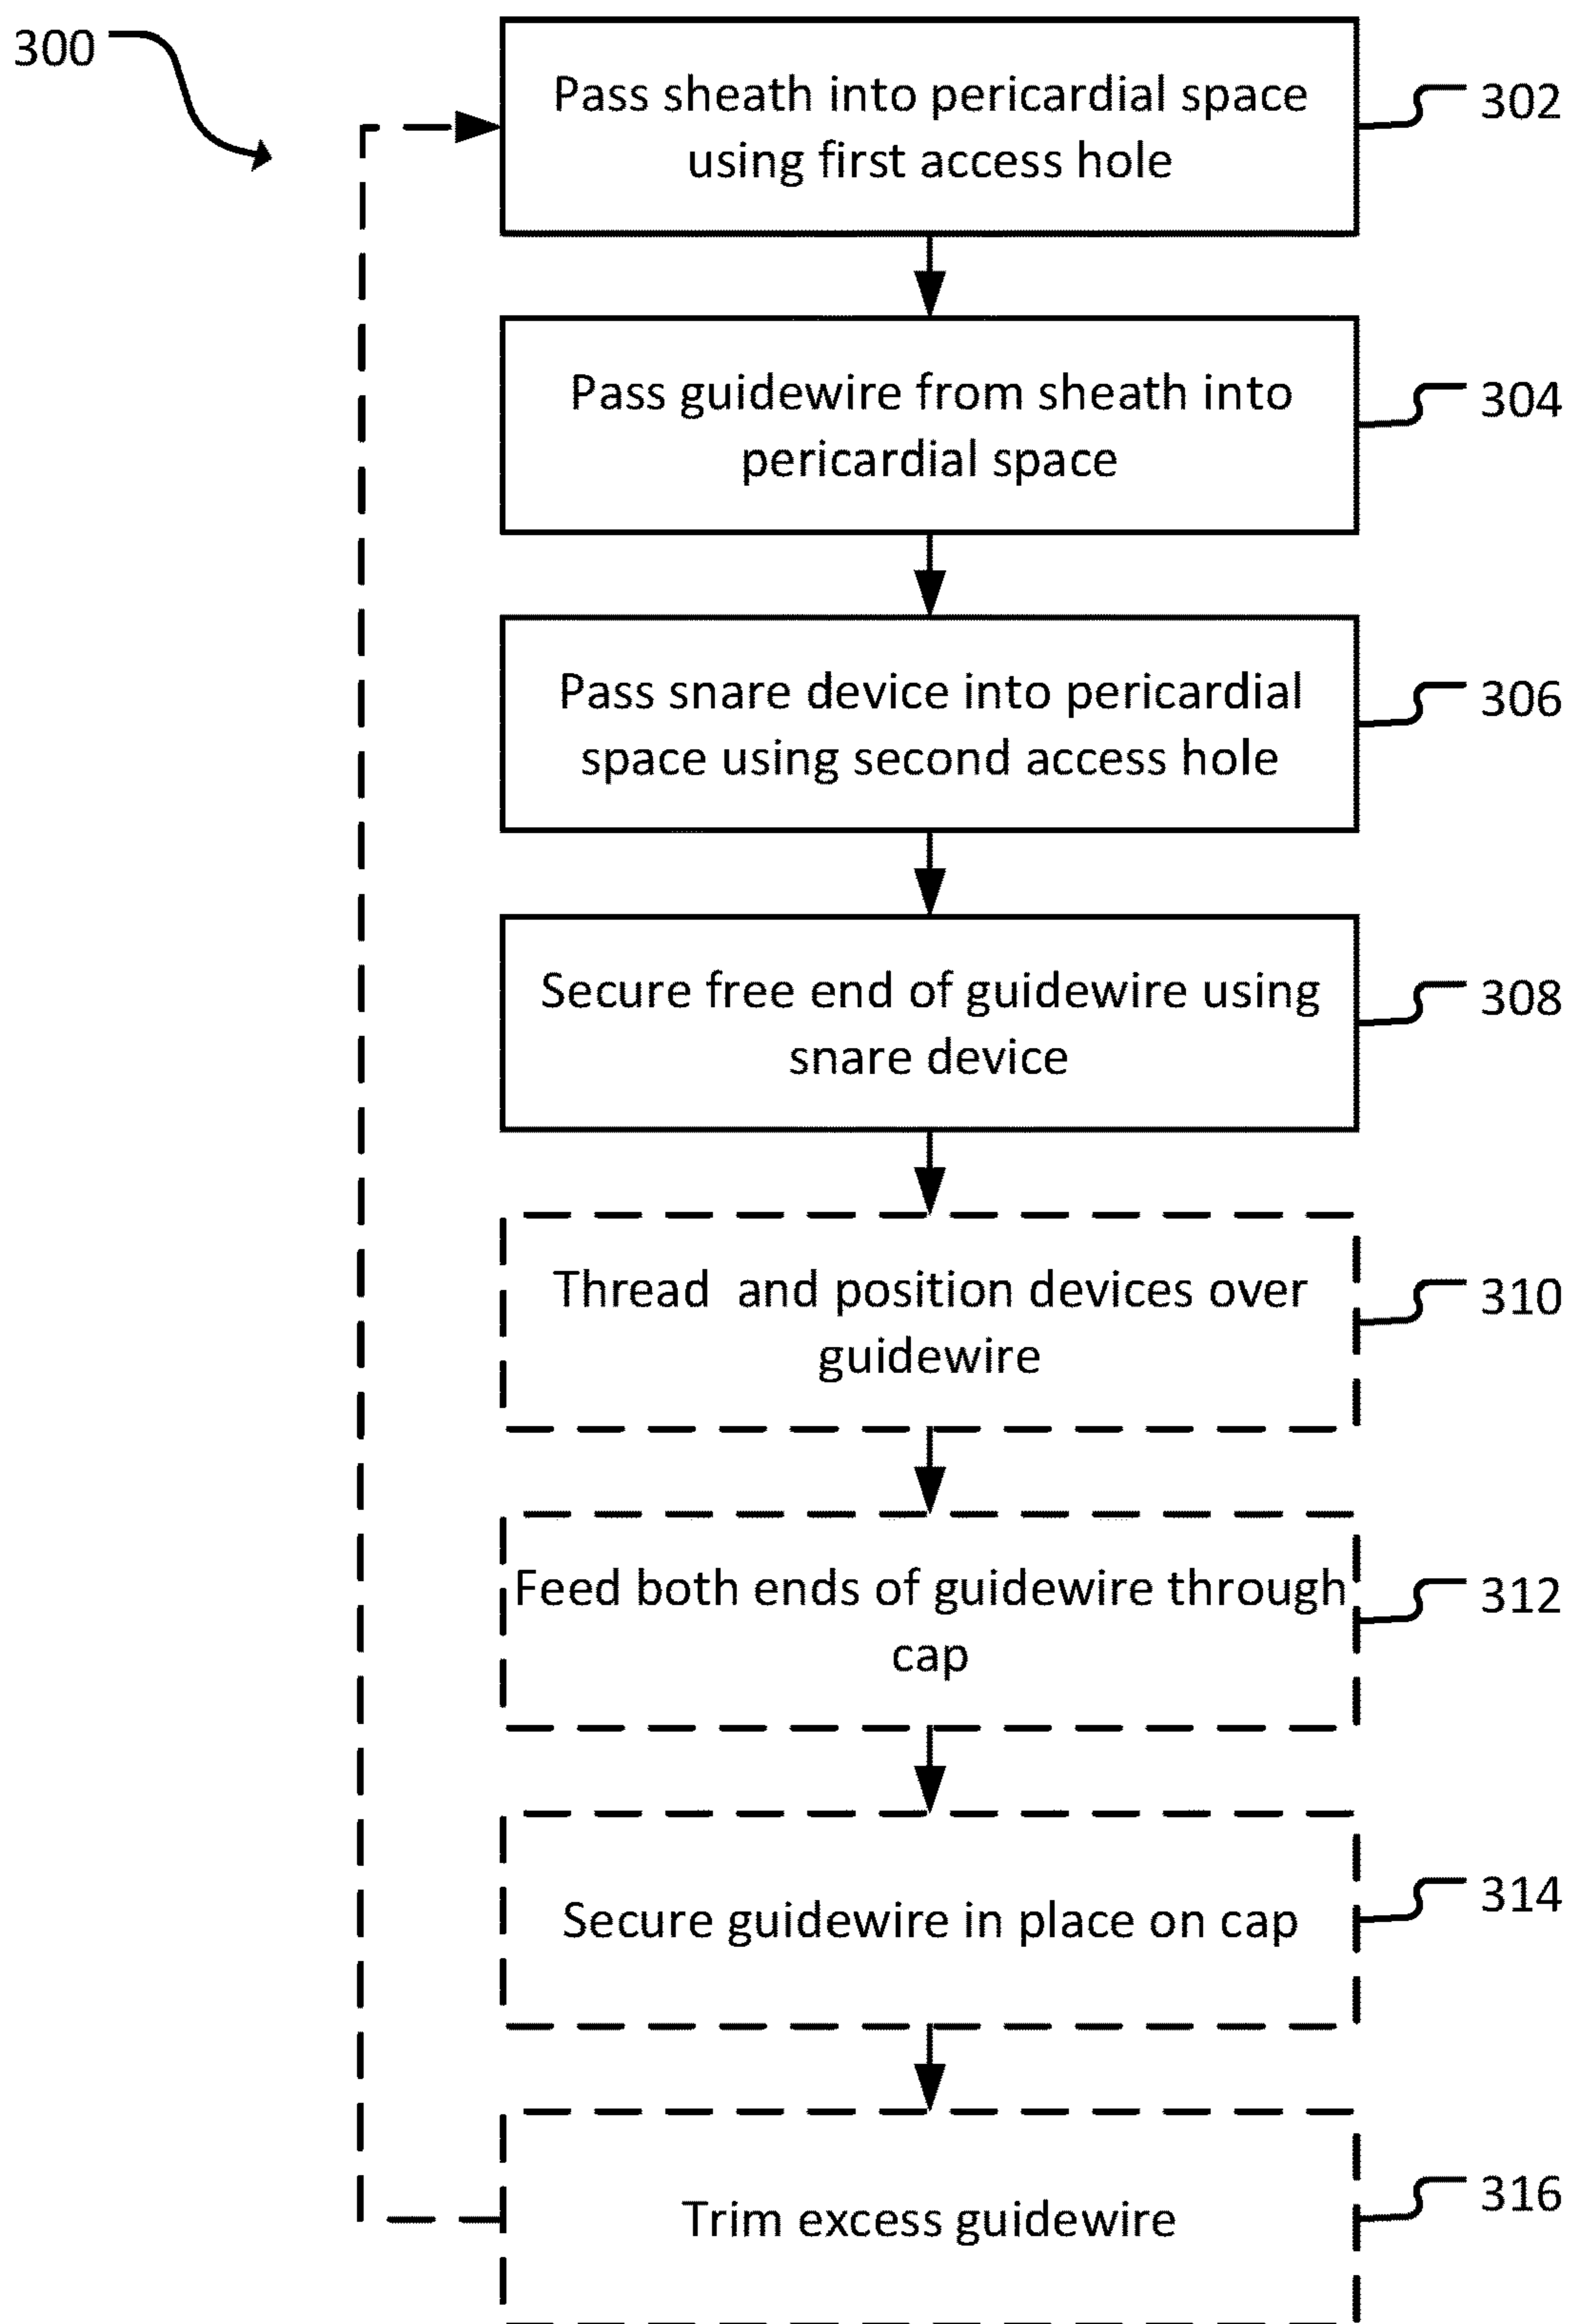 300
Pass sheath into pericardial space
using first access hole
302
Pass guidewire from sheath into
pericardial space
304
Pass snare device into pericardial
space using second access hole
306
Secure free end of guidewire using
snare device
308
Thread  and position devices over
guidewire
310
Feed both ends of guidewire through
cap
312
Secure guidewire in place on cap
314
Trim excess guidewire
316